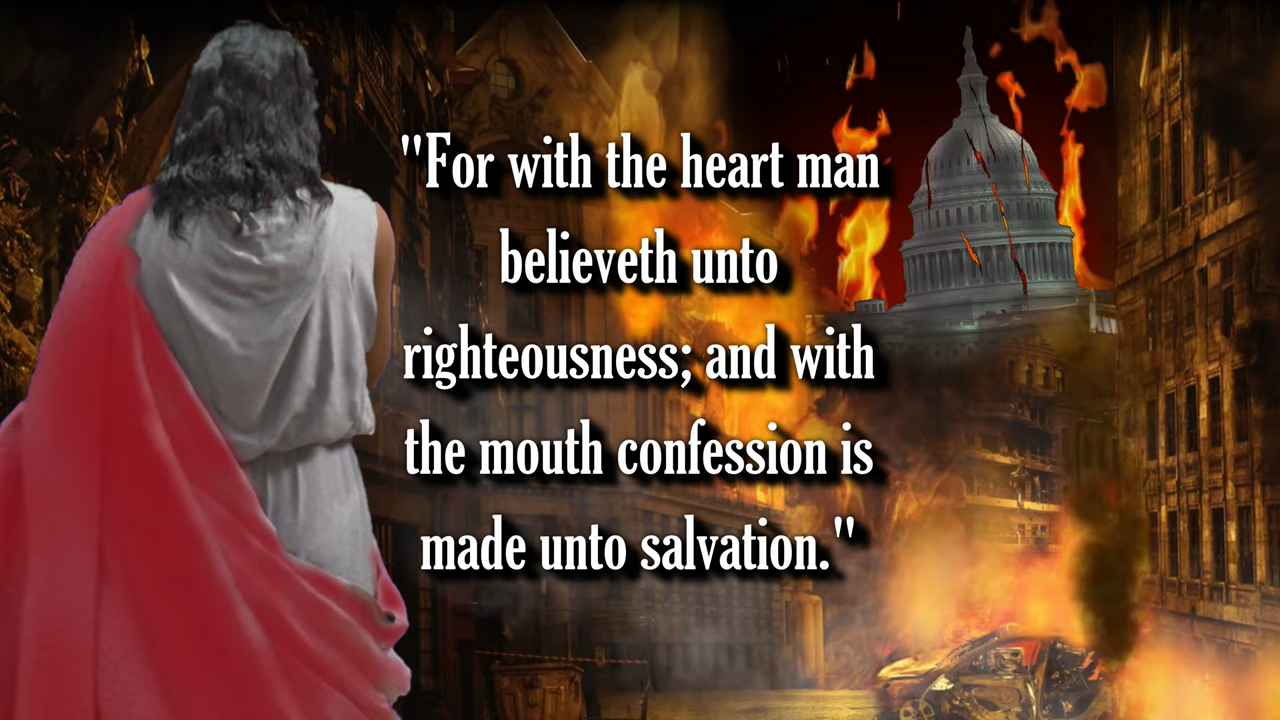 "For with the heart man
believeth unto
righteousness; and with
the mouth confession is
made unto salvation."